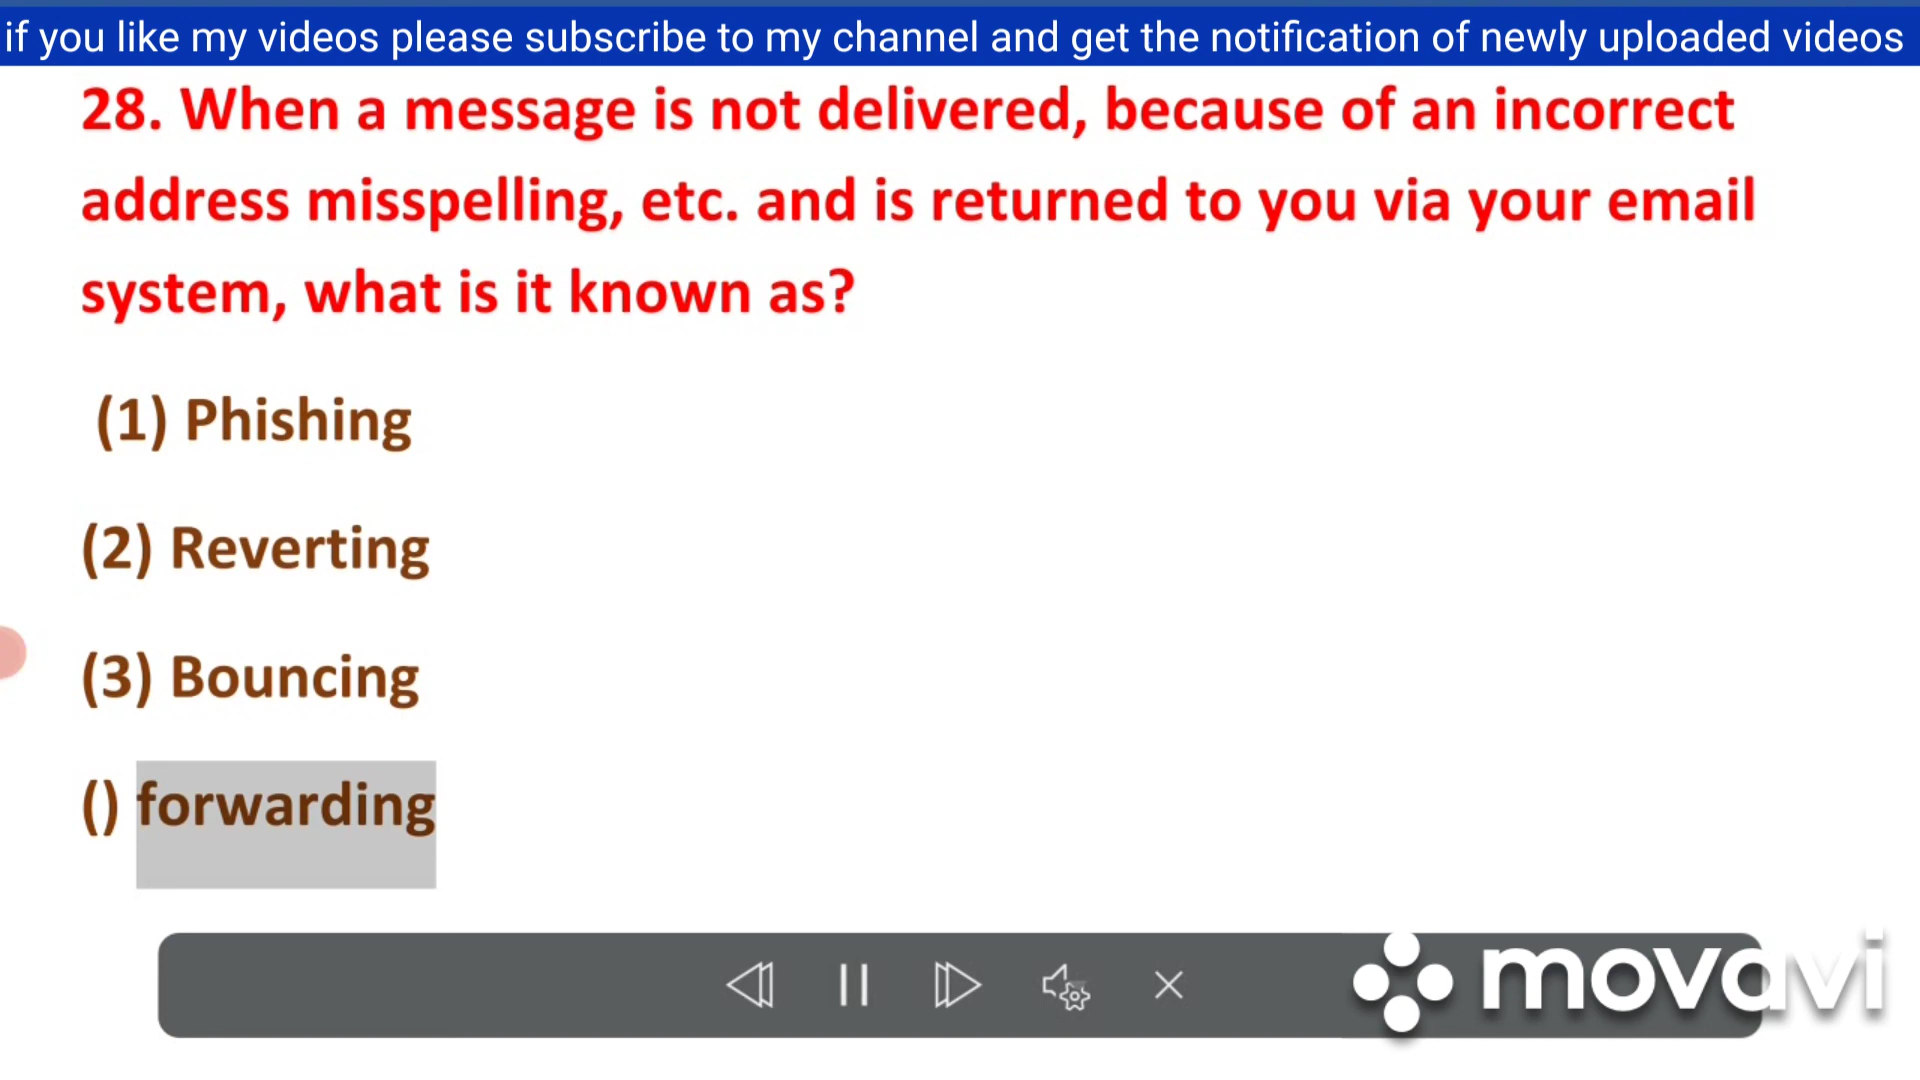 if you like my videos please subscribe to my channel and get the notification of newly uploaded videos
28. When a message is not delivered, because of an incorrect
address misspelling, etc. and is returned to you via your email
system, what is it known as?
(1) Phishing
(2) Reverting
(3) Bouncing
() forwarding
movavi